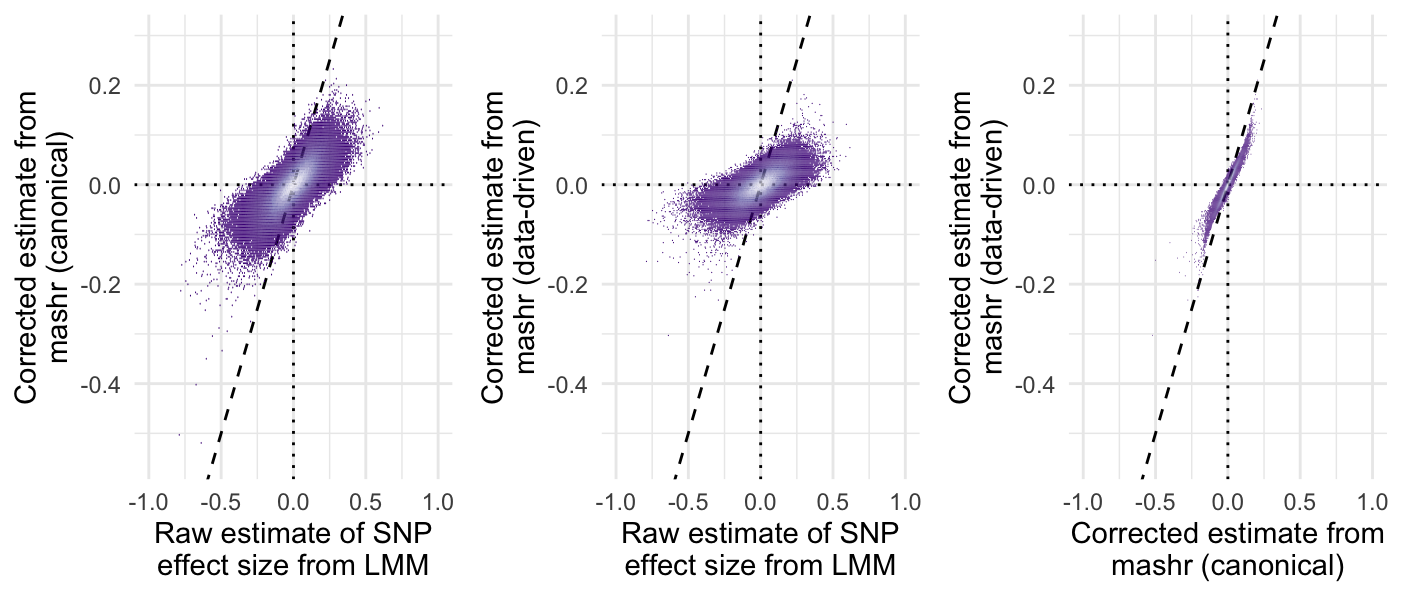 Corrected estimate from
mashr (canonical)
0.2
0.0
-0.2
-0.4
-1.0 -0.5 0.0 0.5 1.0
Raw estimate of SNP
effect size from LMM
Corrected estimate from
mashr (data-driven)
0.2
0.0
-0.2
-0.4
-1.0 -0.5 0.0 0.5 1.0
Raw estimate of SNP
effect size from LMM
Corrected estimate from
mashr (data-driven)
0.2
0.0
-0.2
-0.4
-1.0 -0.5 0.0 0.5 1.0
Corrected estimate from
mashr (canonical)